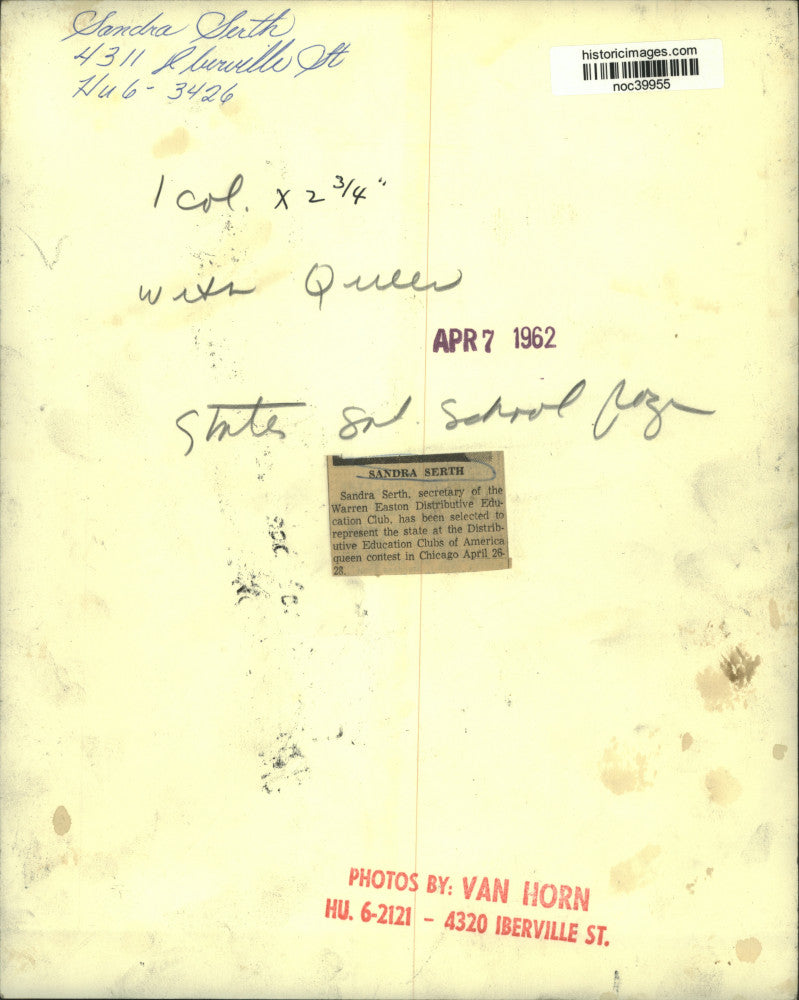 Sandra Serth
4311 Iberville St
Hu 6 - 3426
historicimages.com
noc39955
1 col. x 2 3/4"
with Queen
APR 7 1962
States Sat School page
SANDRA SERTH
Sandra Serth, secretary of the
Warren Easton Distributive Edu-
cation Club, has been selected to
represent the state at the Distrib-
utive Education Clubs of America
queen contest in Chicago April 26-
28.
PHOTOS BY: VAN HORN
HU. 6-2121 - 4320 IBERVILLE ST.